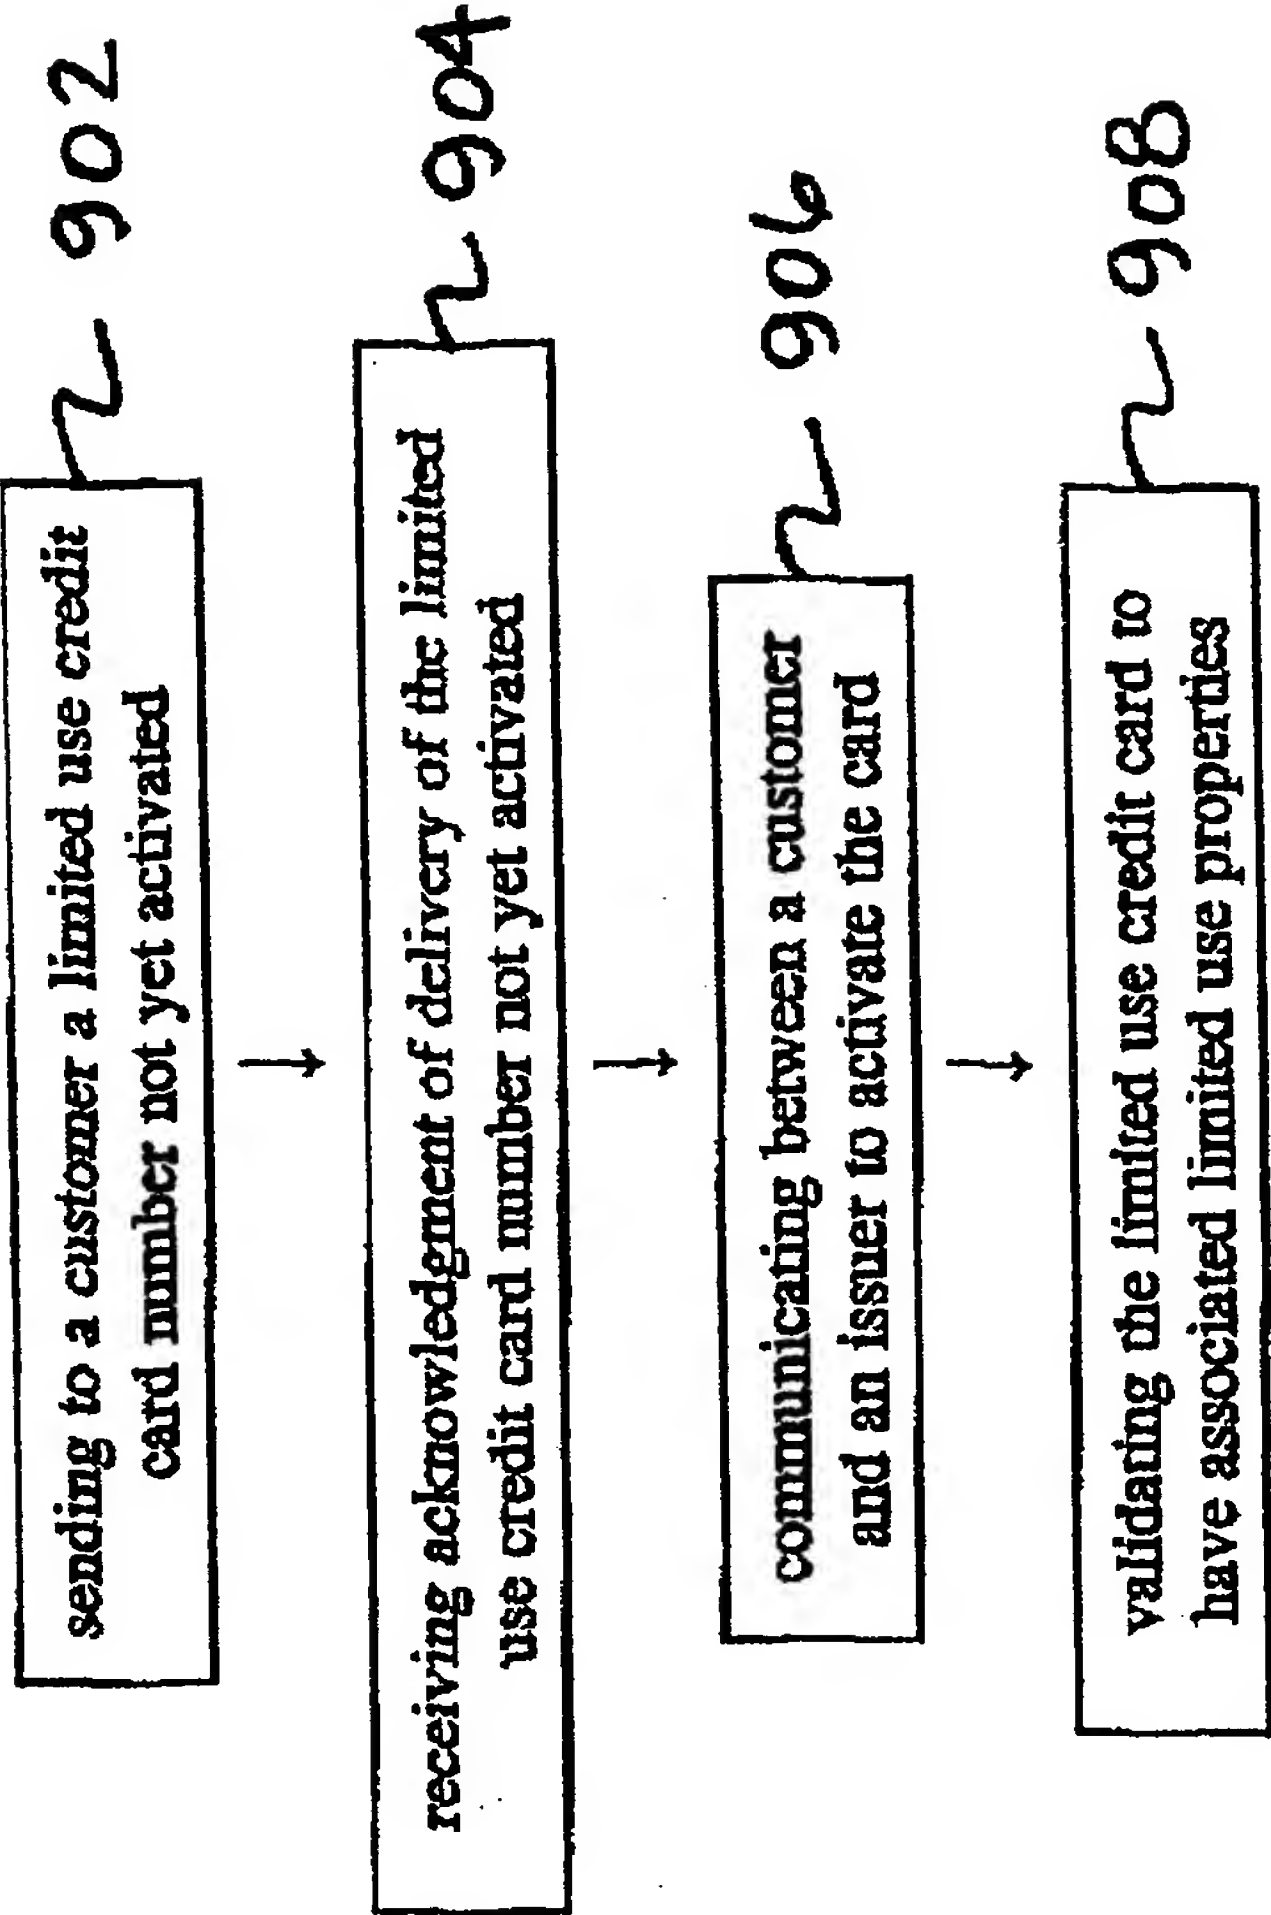 sending to a customer a limited use credit
card number not yet activated
902
receiving acknowledgment of delivery of the limited
use credit card number not yet activated
904
communicating between a customer
and an issuer to activate the card
906
validating the limited use credit card to
have associated limited use properties
908